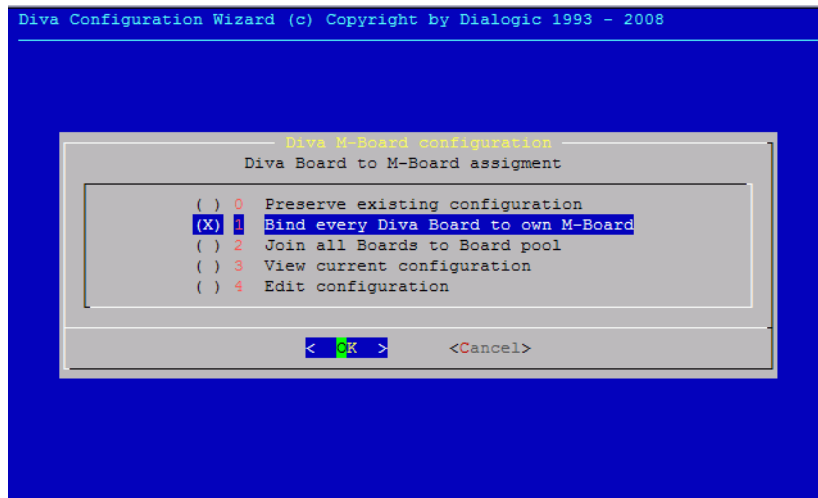 Diva Configuration Wizard (c) Copyright by Dialogic 1993 - 2008
Diva M-Board configuration
Diva Board to M-Board assigment
( ) 0 Preserve existing configuration
(X) 1 Bind every Diva Board to own M-Board
( ) 2 Join all Boards to Board pool
( ) 3 View current configuration
( ) 4 Edit configuration
< OK > <Cancel>